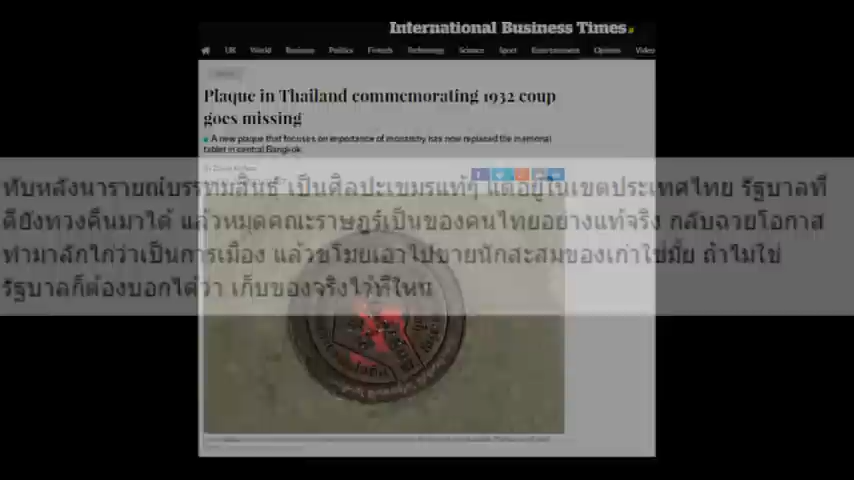 International Business Times
UK World Business Politics Fintech Technology Science Sport Entertainment Opinion Video
Plaque in Thailand commemorating 1932 coup
goes missing
A new plaque that focuses on importance of monarchy has now replaced the memorial
tablet in central Bangkok.
ทับหลังนารายณ์บรรทมสินธุ์ เป็นศิลปะเขมรแท้ๆ แต่อยู่ในเขตประเทศไทย รัฐบาลที่
ดียังทวงคืนมาได้ แล้วหมุดคณะราษฎร์เป็นของคนไทยอย่างแท้จริง กลับฉวยโอกาส
ทำมาลักไก่ว่าเป็นการเมือง แล้วขโมยเอาไปขายนักสะสมของเก่าใช่มั้ย ถ้าไม่ใช่
รัฐบาลก็ต้องบอกได้ว่า เก็บของจริงไว้ที่ไหน